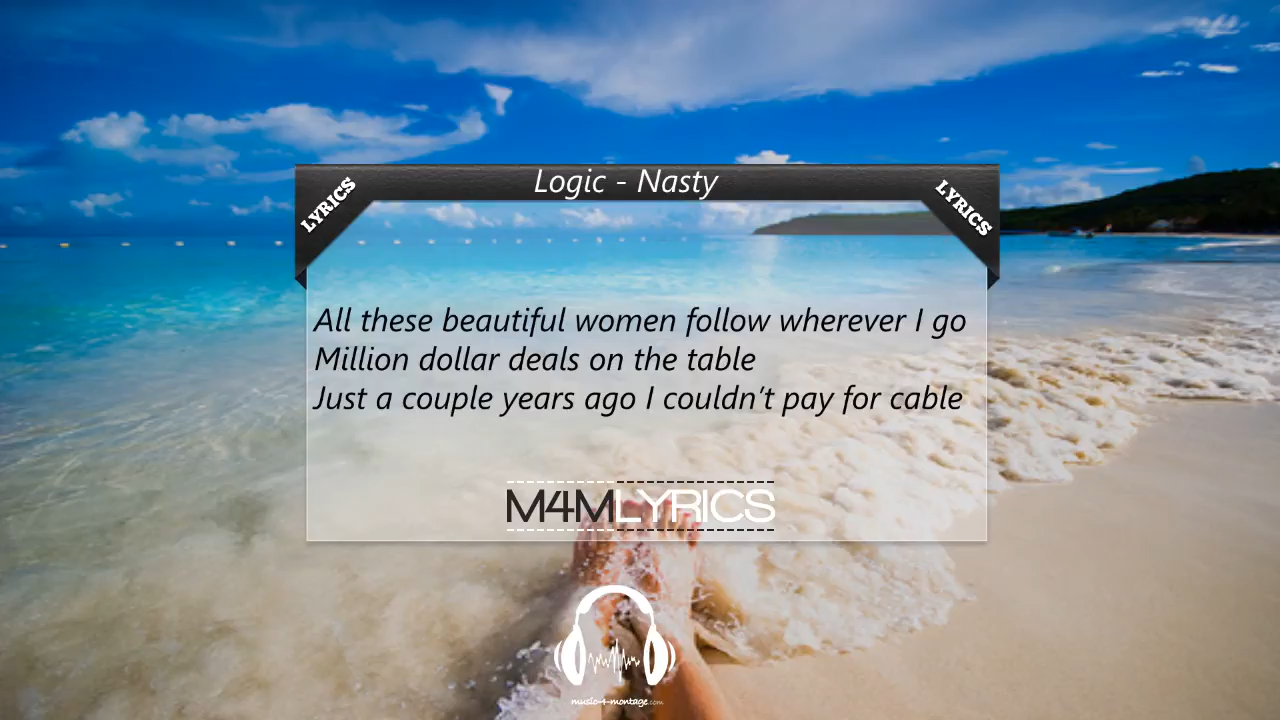 Logic - Nasty
LYRICS
LYRICS
All these beautiful women follow wherever I go
Million dollar deals on the table
Just a couple years ago I couldn't pay for cable
M4MLYRICS
music-4-montage.com